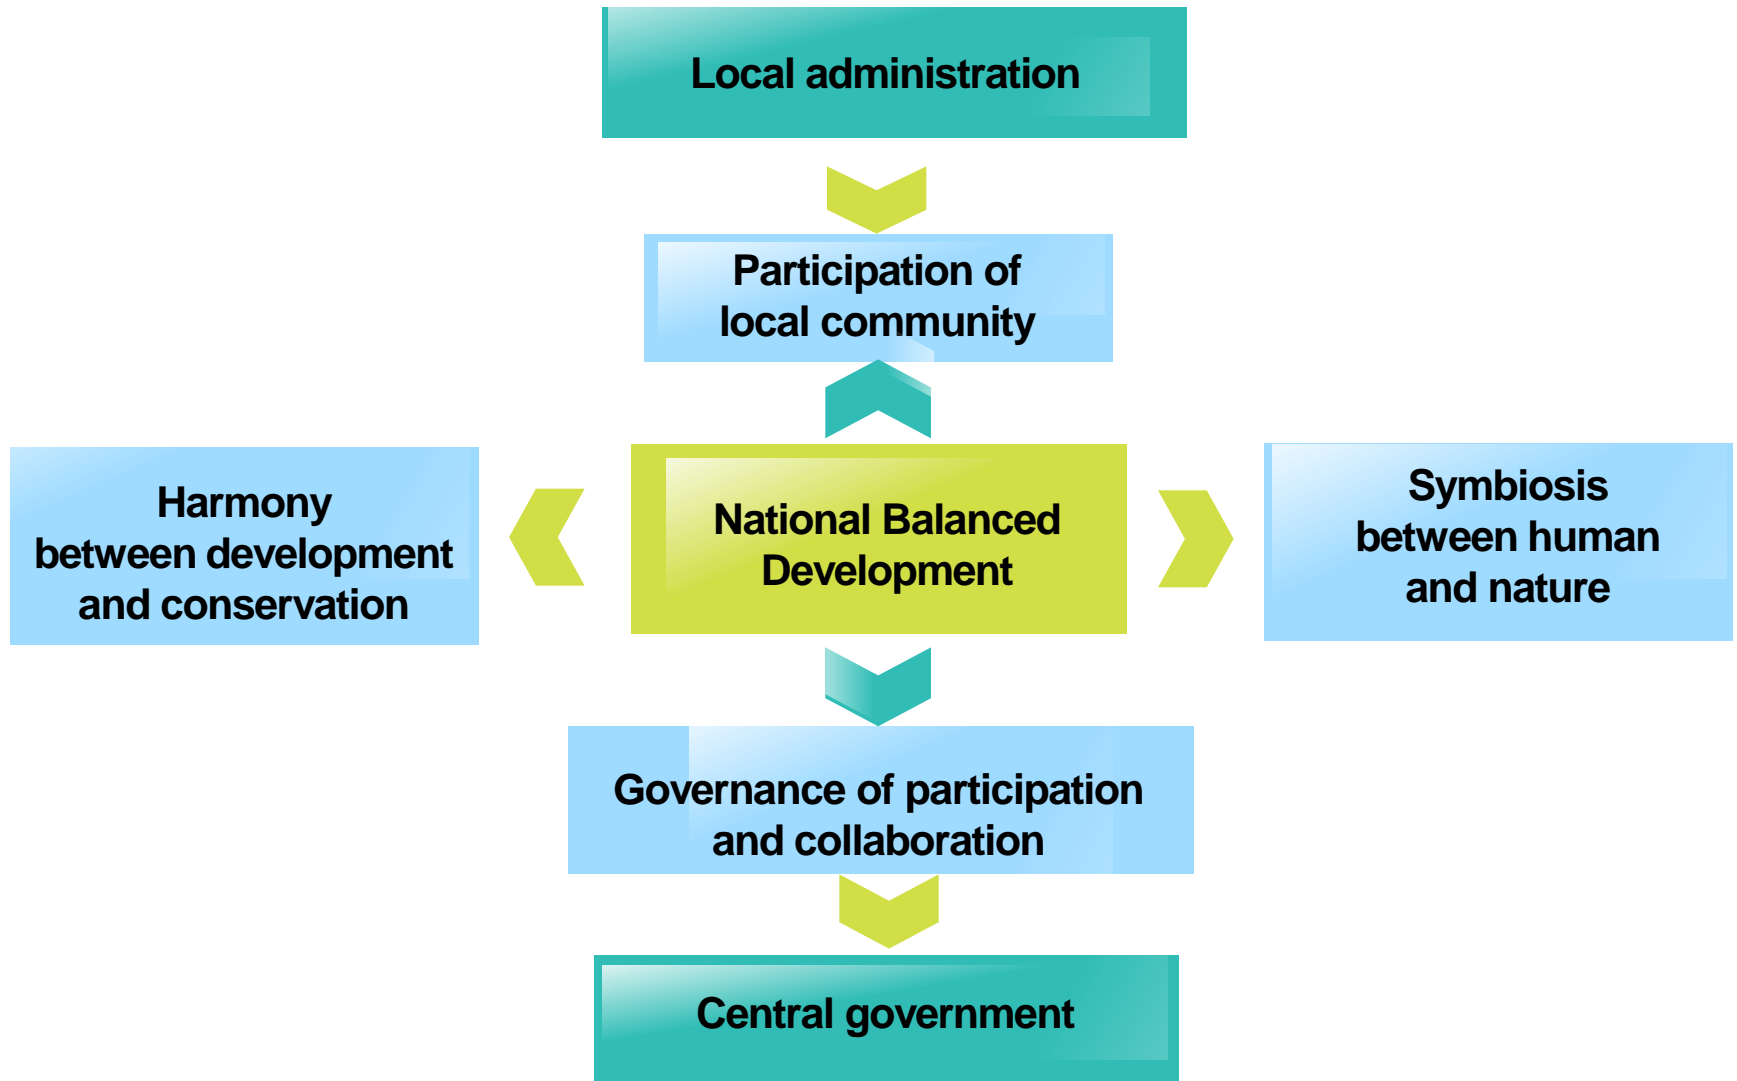 Local administration
Participation of
local community
Harmony
between development
and conservation
National Balanced
Development
Symbiosis
between human
and nature
Governance of participation
and collaboration
Central government